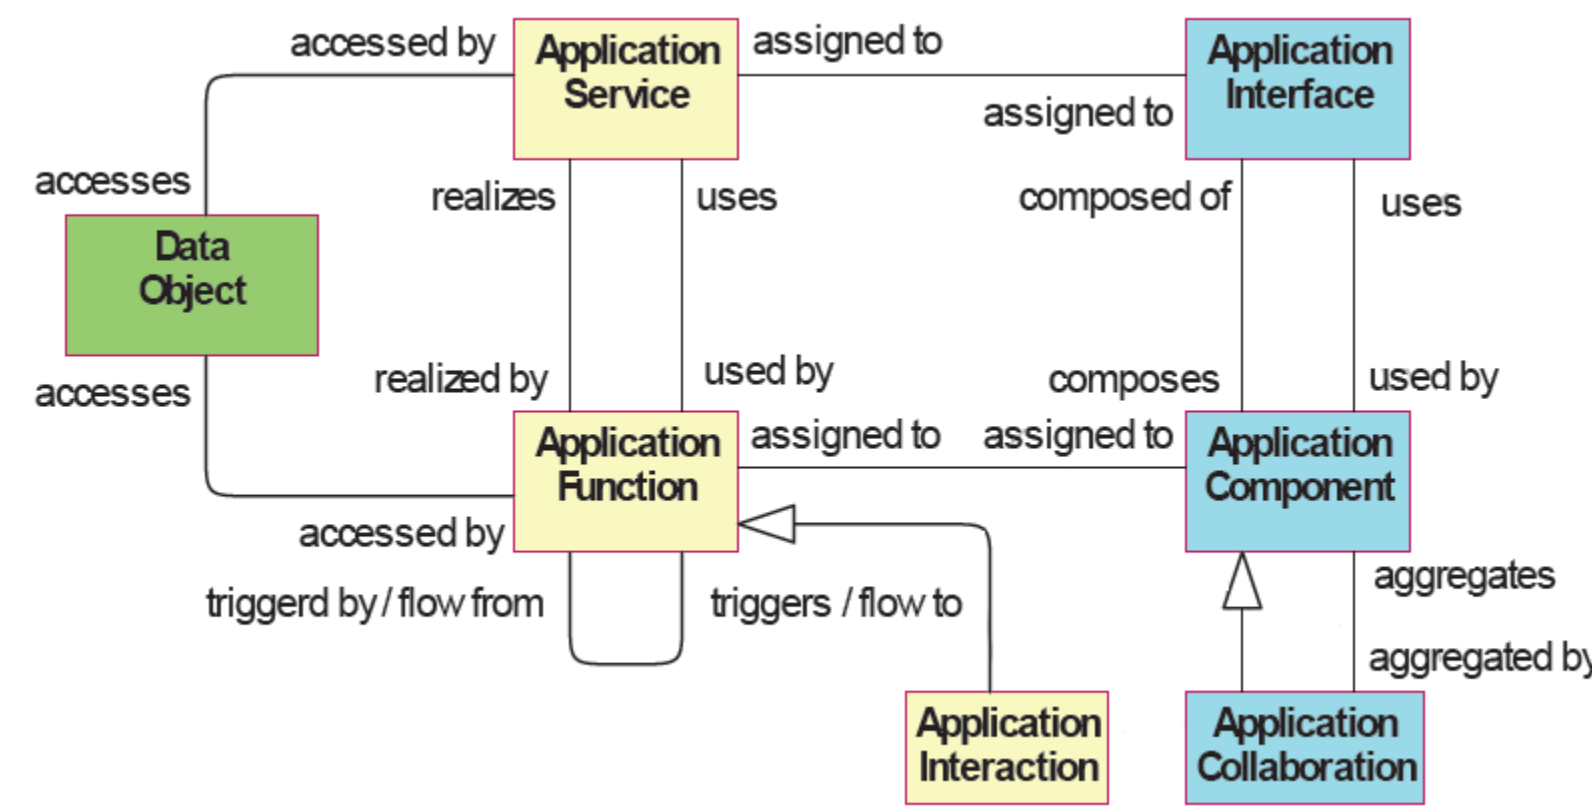 accessed by
Application
Service
assigned to
Application
Interface
assigned to
accesses
realizes
uses
composed of
uses
Data
Object
accesses
realized by
used by
composes
used by
Application
Function
assigned to
assigned to
Application
Component
accessed by
triggerd by / flow from
triggers / flow to
aggregates
aggregated by
Application
Interaction
Application
Collaboration